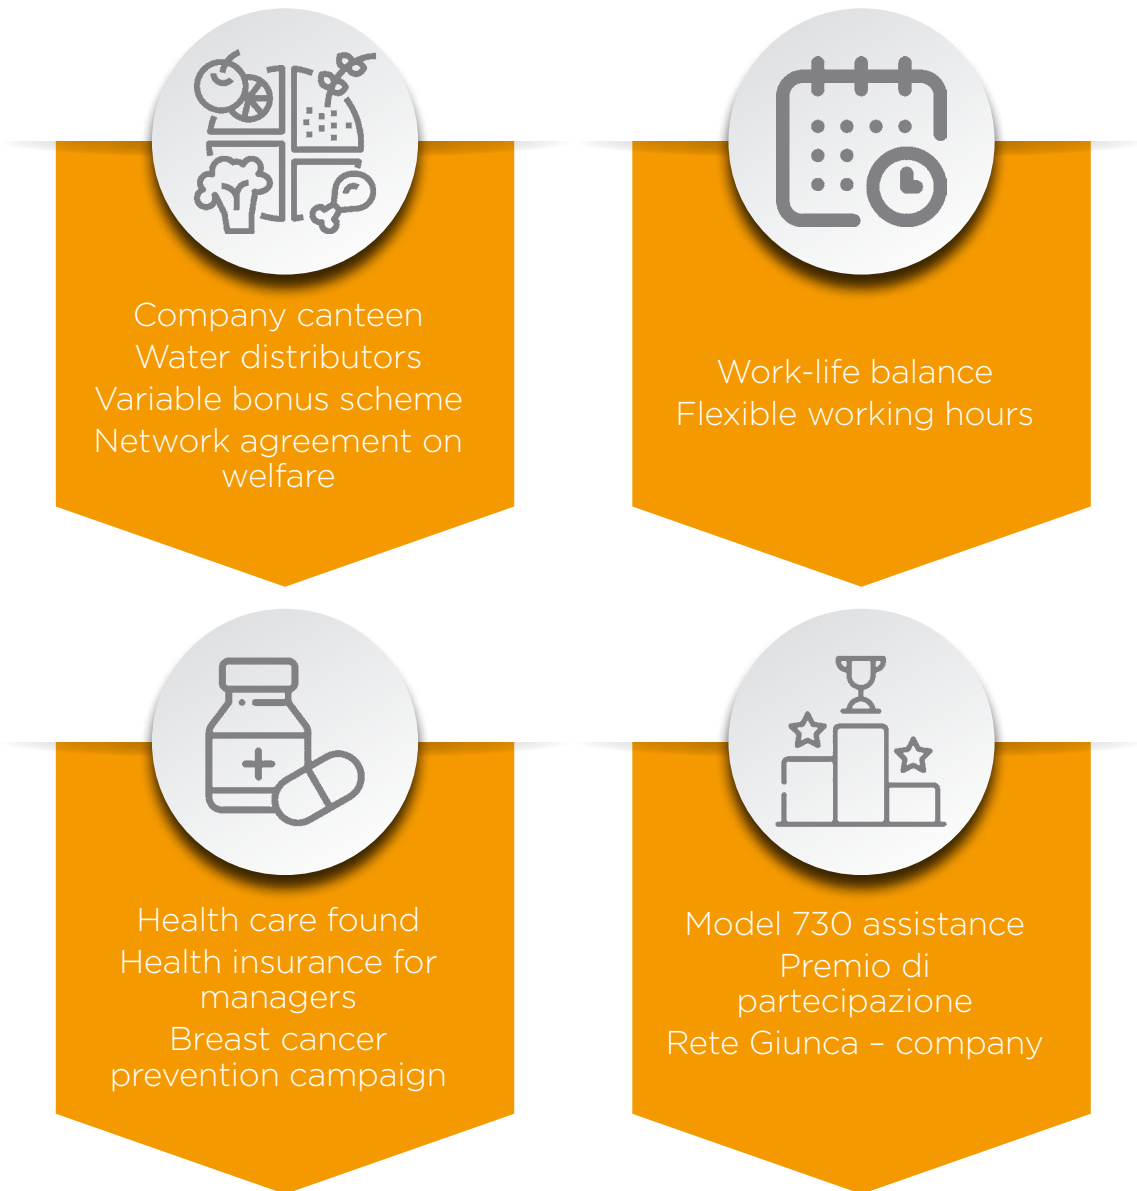 Company canteen
Water distributors
Variable bonus scheme
Network agreement on
welfare
Work-life balance
Flexible working hours
Health care found
Health insurance for
managers
Breast cancer
prevention campaign
Model 730 assistance
Premio di
partecipazione
Rete Giunca – company